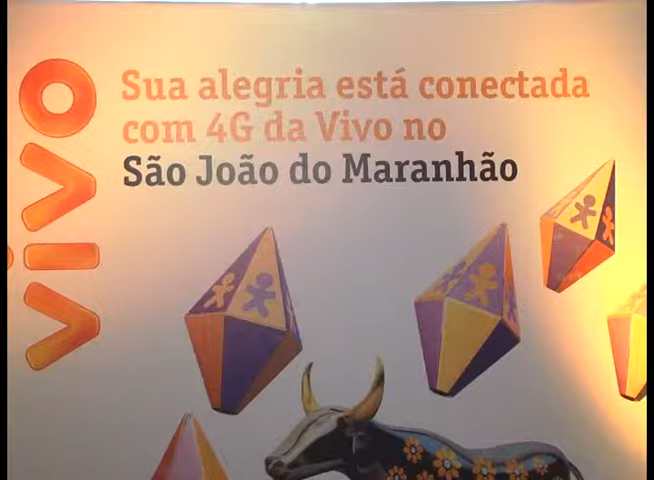 vivo
Sua alegria está conectada
com 4G da Vivo no
São João do Maranhão